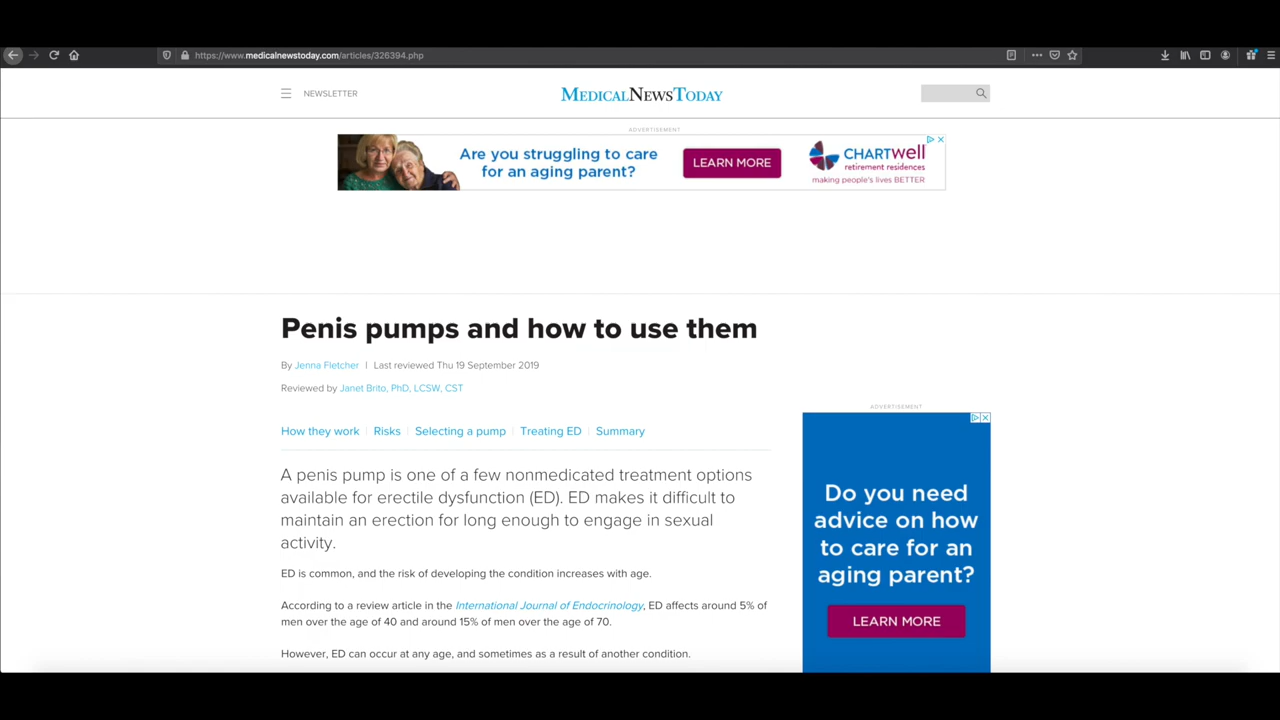 https://www.medicalnewstoday.com/articles/326394.php
NEWSLETTER
MEDICALNEWSTODAY
ADVERTISEMENT
Are you struggling to care
for an aging parent?
LEARN MORE
CHARTWELL
retirement residences
making people's lives BETTER
Penis pumps and how to use them
By Jenna Fletcher | Last reviewed Thu 19 September 2019
Reviewed by Janet Brito, PhD, LCSW, CST
ADVERTISEMENT
How they work | Risks | Selecting a pump | Treating ED | Summary
A penis pump is one of a few nonmedicated treatment options
available for erectile dysfunction (ED). ED makes it difficult to
maintain an erection for long enough to engage in sexual
activity.
ED is common, and the risk of developing the condition increases with age.
According to a review article in the International Journal of Endocrinology, ED affects around 5% of
men over the age of 40 and around 15% of men over the age of 70.
However, ED can occur at any age, and sometimes as a result of another condition.
Do you need
advice on how
to care for an
aging parent?
LEARN MORE